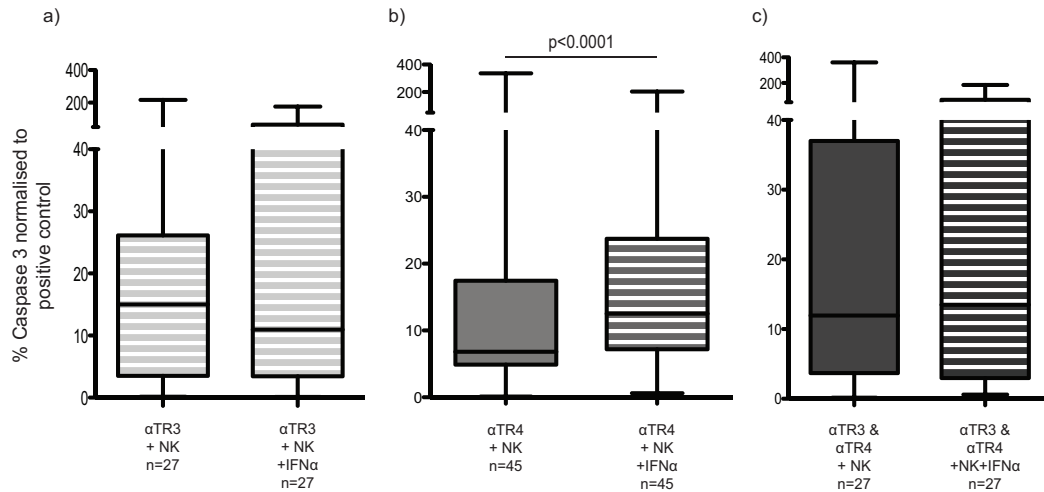 a)
b)
c)
p<0.0001
% Caspase 3 normalised to
positive control
400
200
40
30
20
10
0
αTR3
+ NK
n=27
αTR3
+ NK
+IFNα
n=27
400
200
40
30
20
10
0
αTR4
+ NK
n=45
αTR4
+ NK
+IFNα
n=45
400
200
40
30
20
10
0
αTR3 &
αTR4
+ NK
n=27
αTR3 &
αTR4
+NK+IFNα
n=27